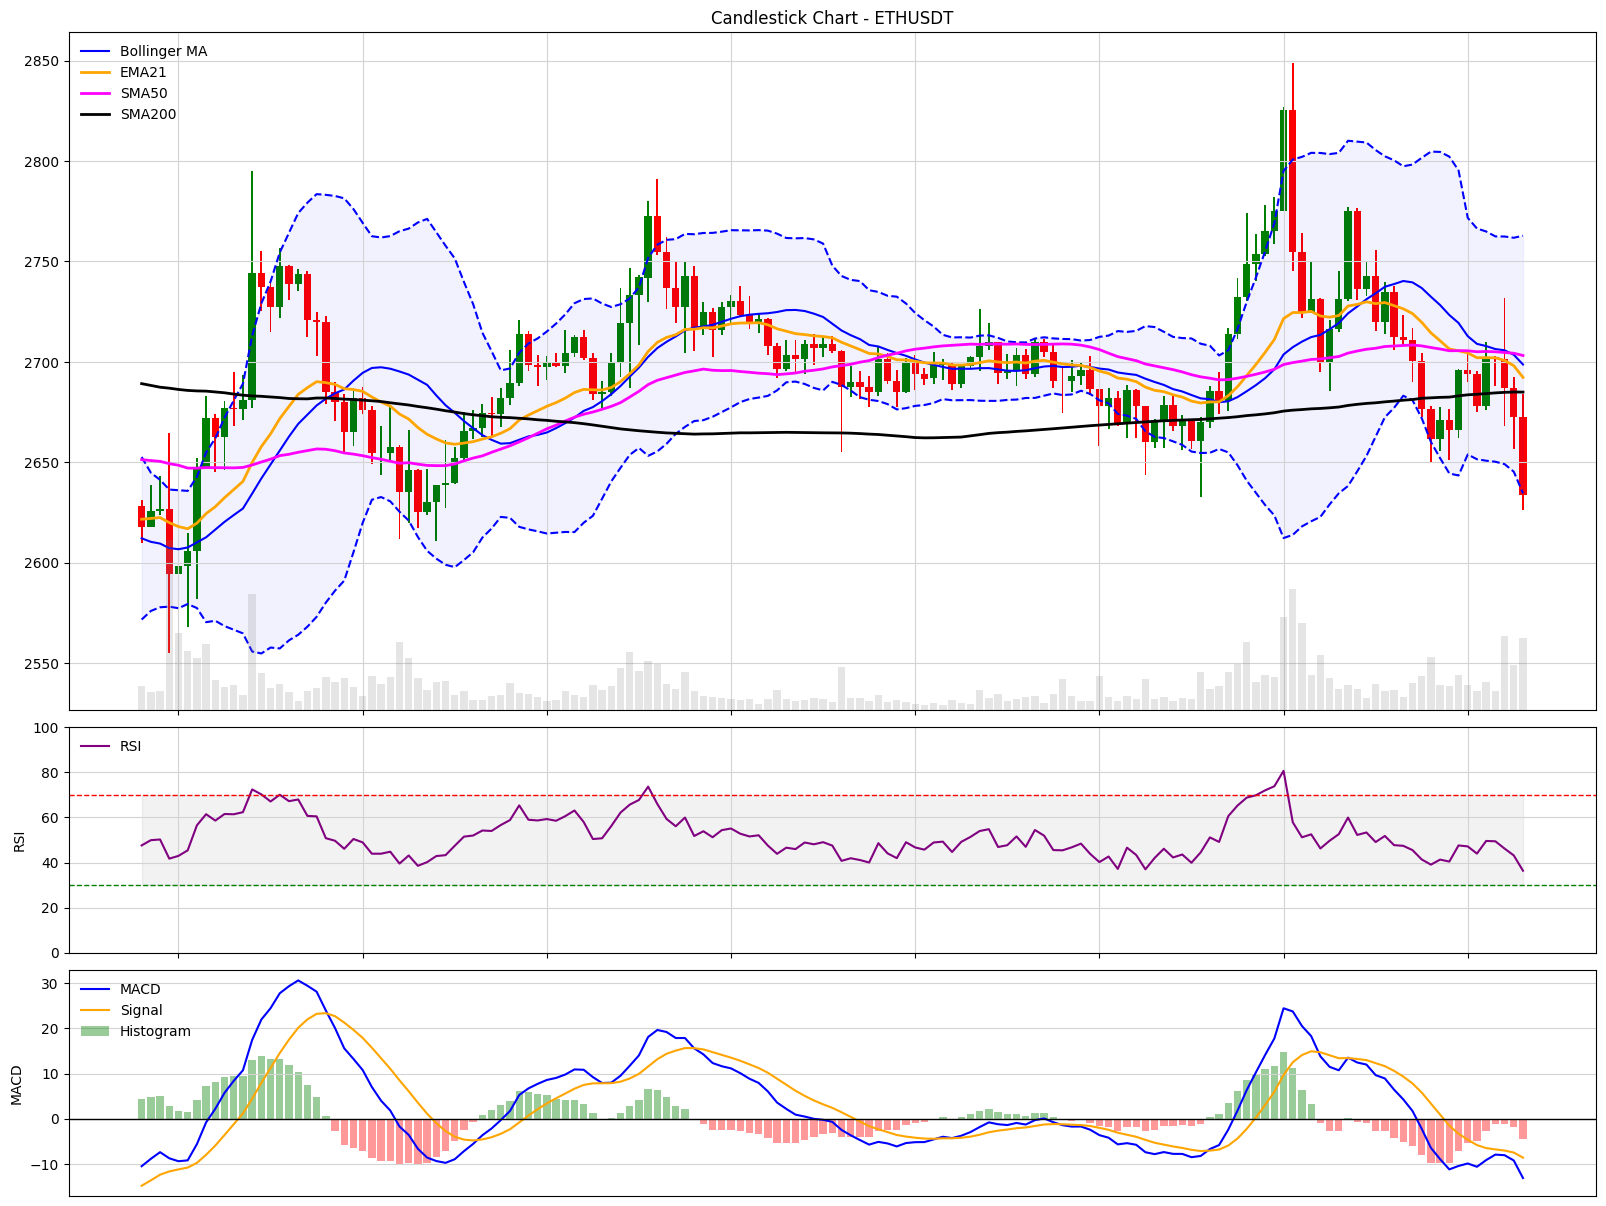 Candlestick Chart - ETHUSDT
Bollinger MA
EMA21
SMA50
SMA200
2850
2800
2750
2700
2650
2600
2550
RSI
100
80
60
40
20
0
RSI
MACD
Signal
Histogram
30
20
10
0
−10
MACD